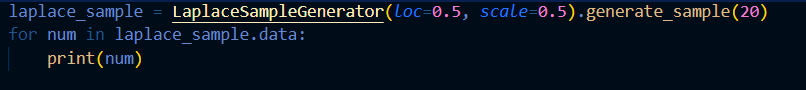 laplace_sample = LaplaceSampleGenerator(loc=0.5, scale=0.5).generate_sample(20)
for num in laplace_sample.data:
    print(num)